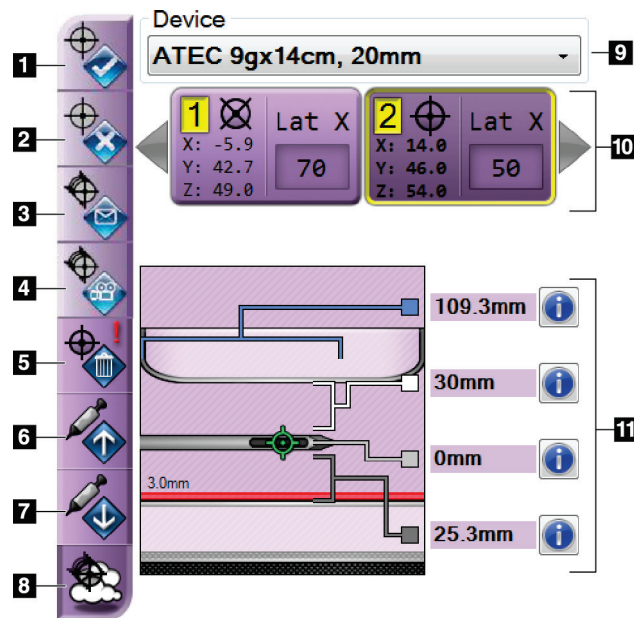 Device
1
ATEC 9gx14cm, 20mm
9
2
1
X: -5.9
Y: 42.7
Z: 49.0
Lat X
70
2
X: 14.0
Y: 46.0
Z: 54.0
Lat X
50
10
3
4
109.3mm
5
!
30mm
6
11
0mm
7
3.0mm
25.3mm
8